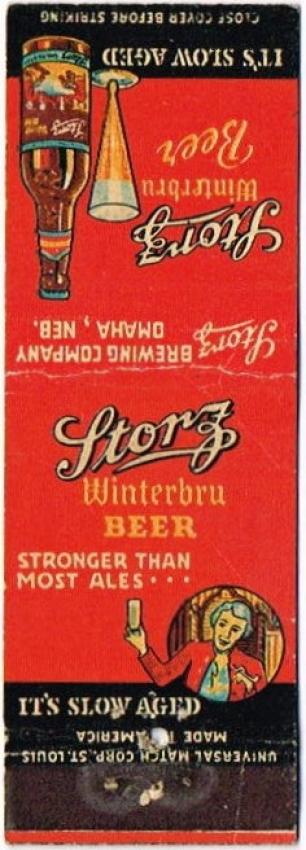 CLOSE COVER BEFORE STRIKING
IT'S SLOW AGED
Storz
Winterbru
Beer
Storz BREWING COMPANY
OMAHA, NEB.
Storz
Winterbru
BEER
STRONGER THAN
MOST ALES...
IT'S SLOW AGED
MADE IN AMERICA
UNIVERSAL MATCH CORP. ST. LOUIS